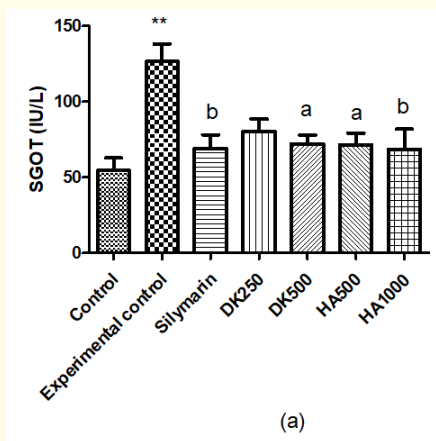 **
150
100
50
0
SGOT (IU/L)
b
a
a
b
Control
Experimental control
Silymarin
DK250
DK500
HA500
HA1000
(a)